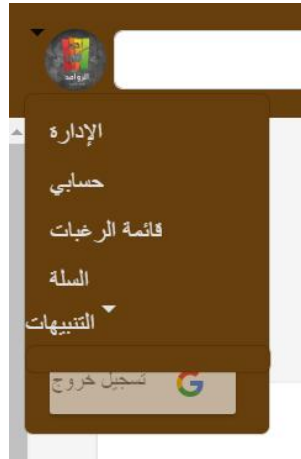 الإدارة
حسابي
قائمة الرغبات
السلة
التنبيهات
تسجيل خروج